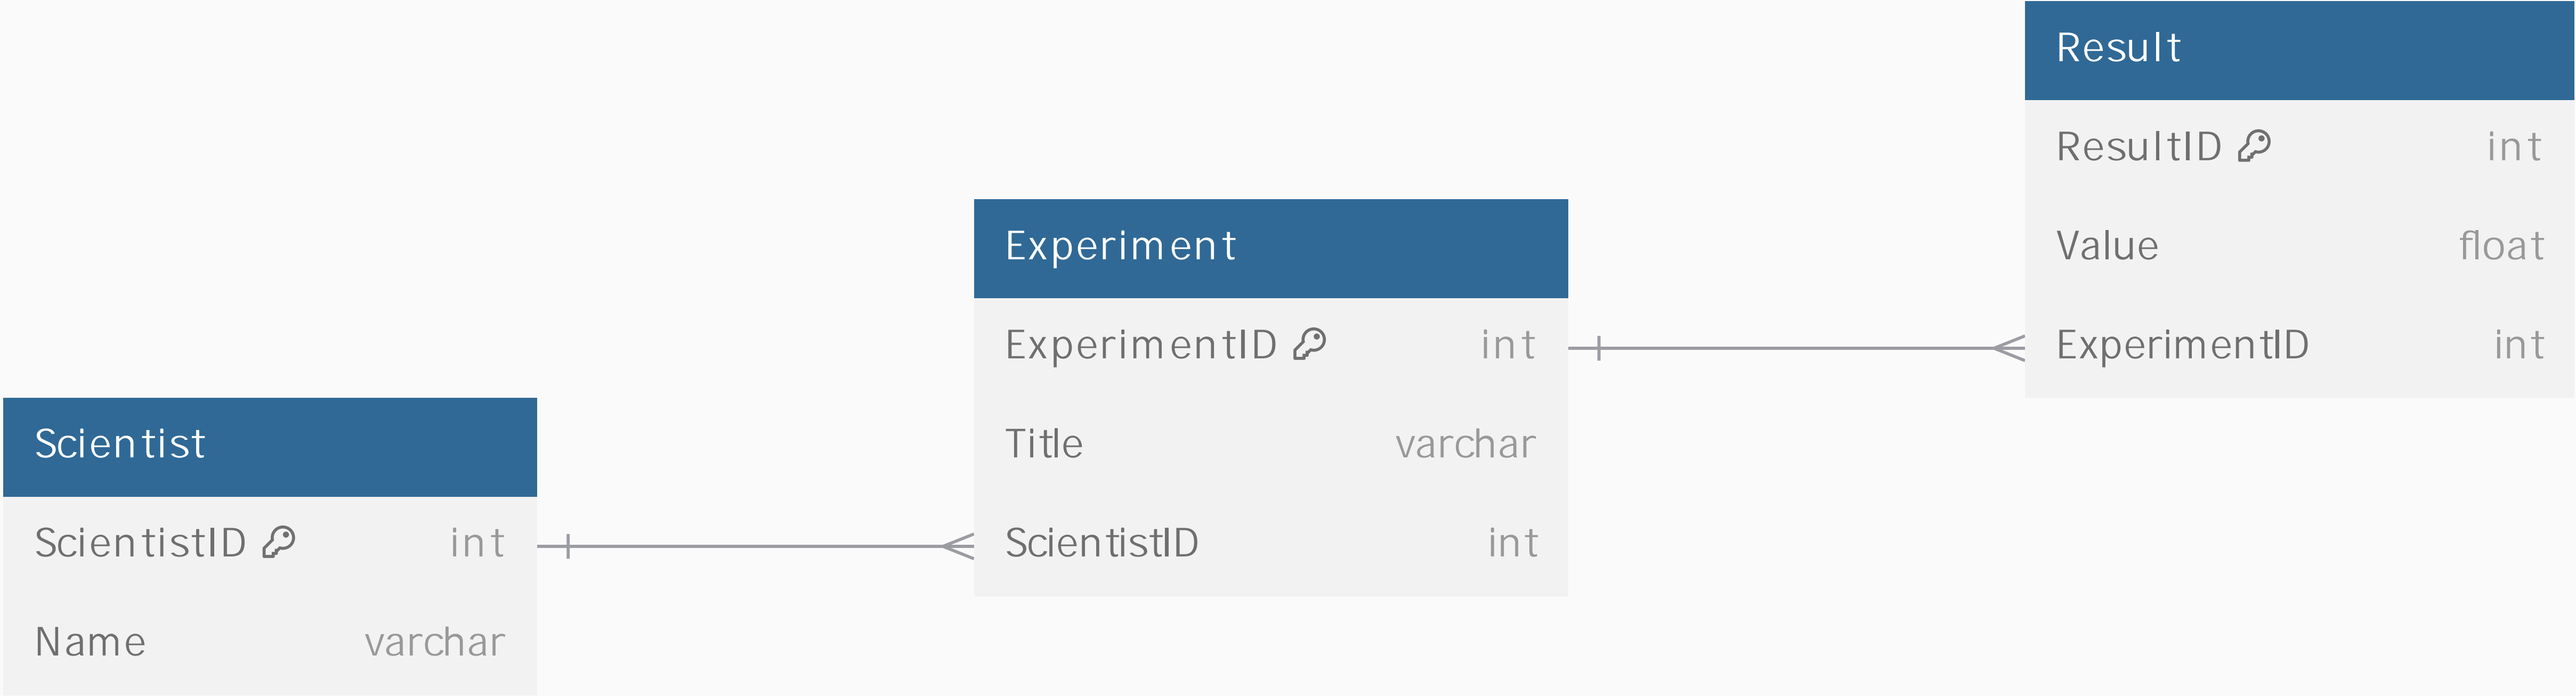 Scientist
ScientistID int
Name varchar
Experiment
ExperimentID int
Title varchar
ScientistID int
Result
ResultID int
Value float
ExperimentID int